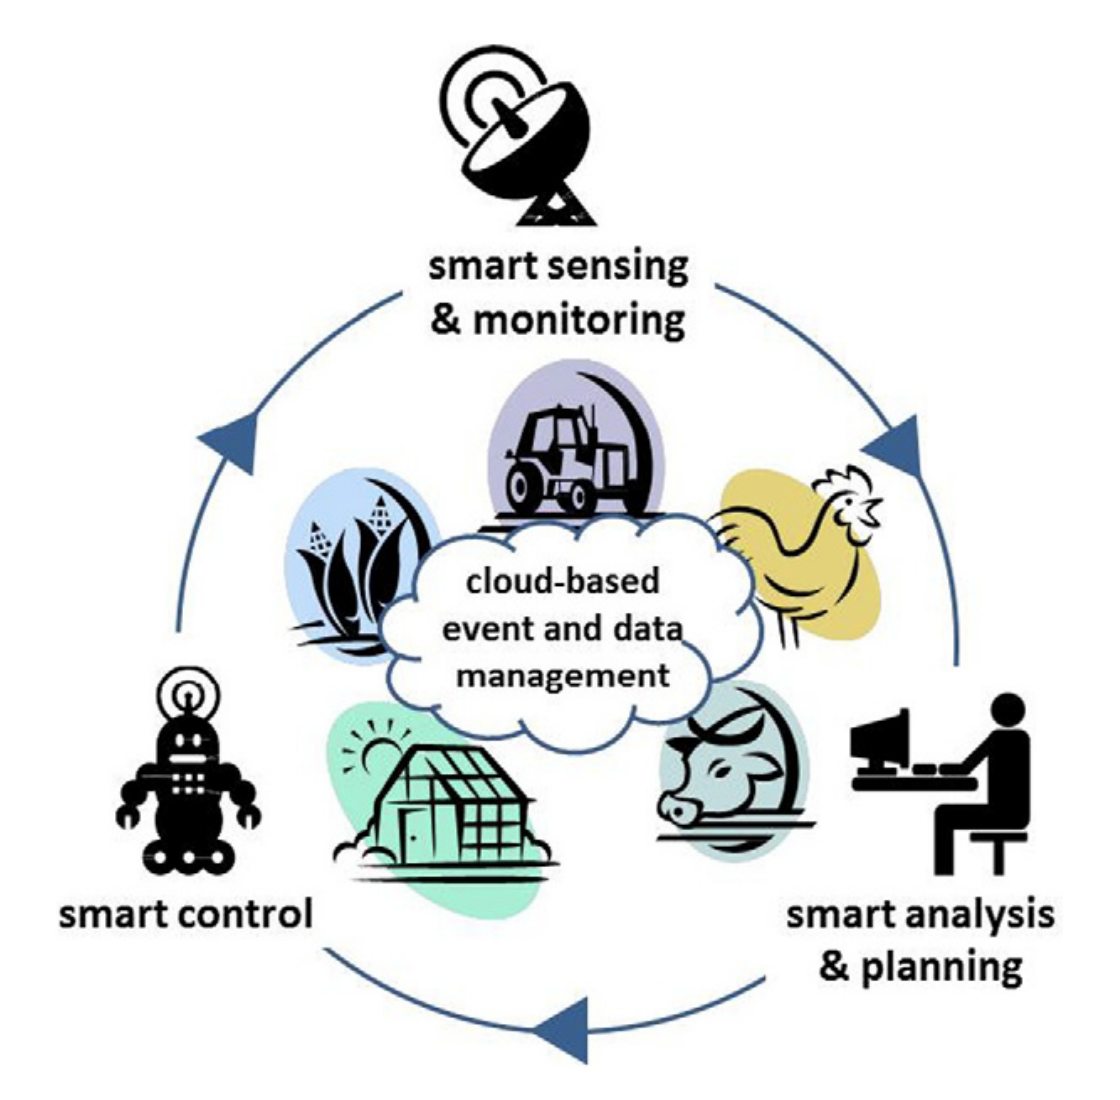 smart sensing
& monitoring
cloud-based
event and data
management
smart control
smart analysis
& planning